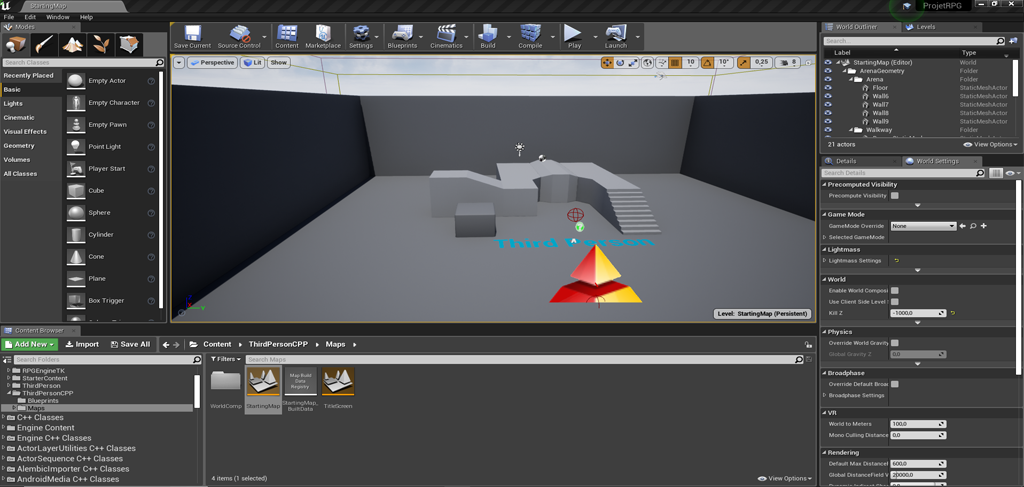 StartingMap
ProjetRPG
File Edit Window Help
Modes
Search Classes
Recently Placed
Basic
Lights
Cinematic
Visual Effects
Geometry
Volumes
All Classes
Empty Actor
Empty Character
Empty Pawn
Point Light
Player Start
Cube
Sphere
Cylinder
Cone
Plane
Box Trigger
Save Current
Source Control
Content
Marketplace
Settings
Blueprints
Cinematics
Build
Compile
Play
Launch
Perspective
Lit
Show
10
10°
0,25
8
Third Person
Level: StartingMap (Persistent)
World Outliner
Levels
Search
Label Type
StartingMap (Editor) World
ArenaGeometry Folder
Arena Folder
Floor StaticMeshActor
Wall6 StaticMeshActor
Wall7 StaticMeshActor
Wall8 StaticMeshActor
Wall9 StaticMeshActor
Walkway Folder
21 actors
View Options
Details
World Settings
Search Details
Precomputed Visibility
Precompute Visibility
Game Mode
GameMode Override None
Selected GameMode
Lightmass
Lightmass Settings
World
Enable World Composi
Use Client Side Level
Kill Z -1000,0
Physics
Override World Gravity
Global Gravity Z 0,0
Broadphase
Override Default Broa
Broadphase Settings
VR
World to Meters 100,0
Mono Culling Distance 0,0
Rendering
Default Max Distance 600,0
Global DistanceField V 20000,0
Content Browser
Add New
Import
Save All
Content
ThirdPersonCPP
Maps
Search Folders
RPGEngineTK
StarterContent
ThirdPerson
ThirdPersonCPP
Blueprints
Maps
C++ Classes
Engine Content
Engine C++ Classes
ActorLayerUtilities C++ Classes
ActorSequence C++ Classes
AlembicImporter C++ Classes
AndroidMedia C++ Classes
Filters
Search Maps
Map Build
Data
Registry
WorldComp
StartingMap
StartingMap_
BuiltData
TitleScreen
4 items (1 selected)
View Options